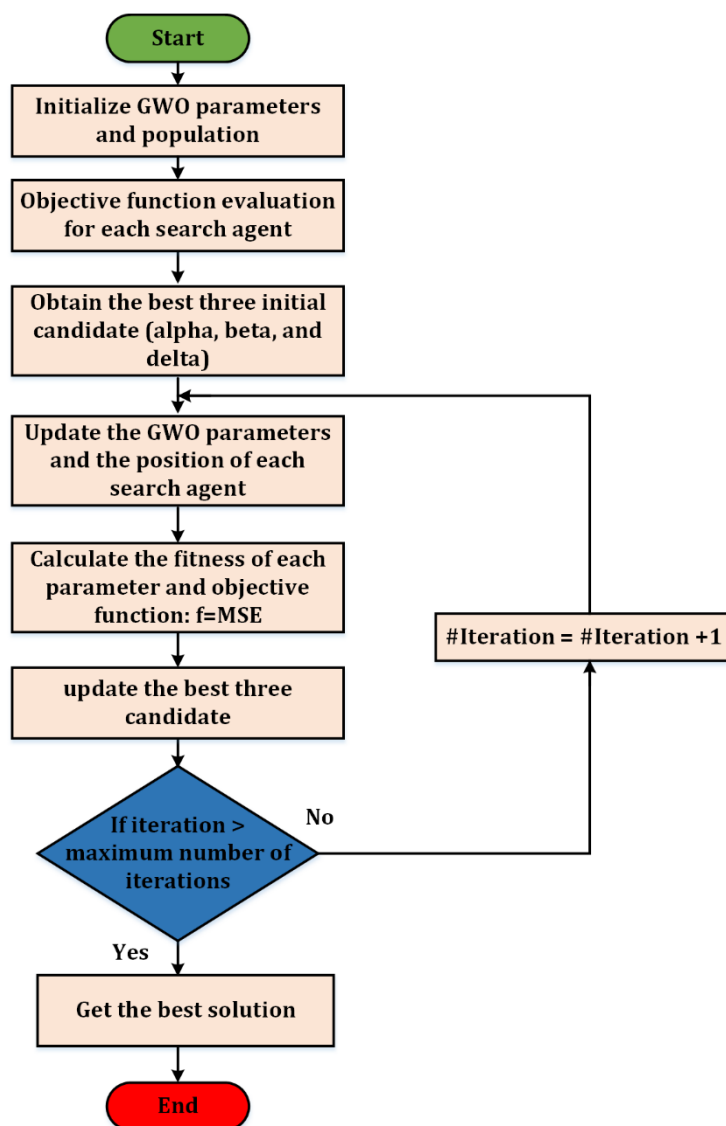 Start
Initialize GWO parameters
and population
Objective function evaluation
for each search agent
Obtain the best three initial
candidate (alpha, beta, and
delta)
Update the GWO parameters
and the position of each
search agent
Calculate the fitness of each
parameter and objective
function: f=MSE
#Iteration = #Iteration +1
update the best three
candidate
No
If iteration >
maximum number of
iterations
Yes
Get the best solution
End